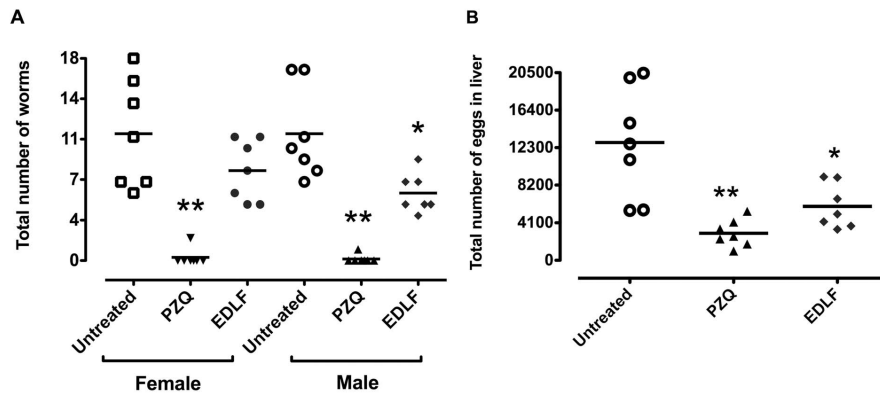 A
Total number of worms
18
14
11
7
4
0
**
**
*
Untreated
PZQ
EDLF
Untreated
PZQ
EDLF
Female
Male
B
Total number of eggs in liver
20500
16400
12300
8200
4100
0
**
*
Untreated
PZQ
EDLF